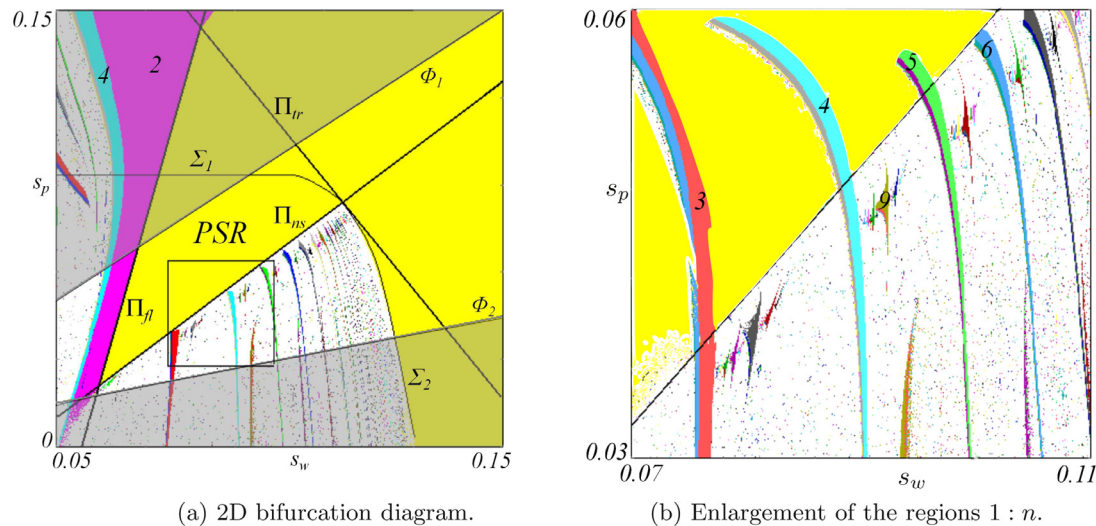 0.15
4
2
Φ1
Πtr
Σ1
sp
PSR
Πns
Πfl
Φ2
Σ2
0
0.05
sw
0.15
0.06
5
6
4
3
sp
9
0.03
0.07
sw
0.11
(a) 2D bifurcation diagram.
(b) Enlargement of the regions 1 : n.